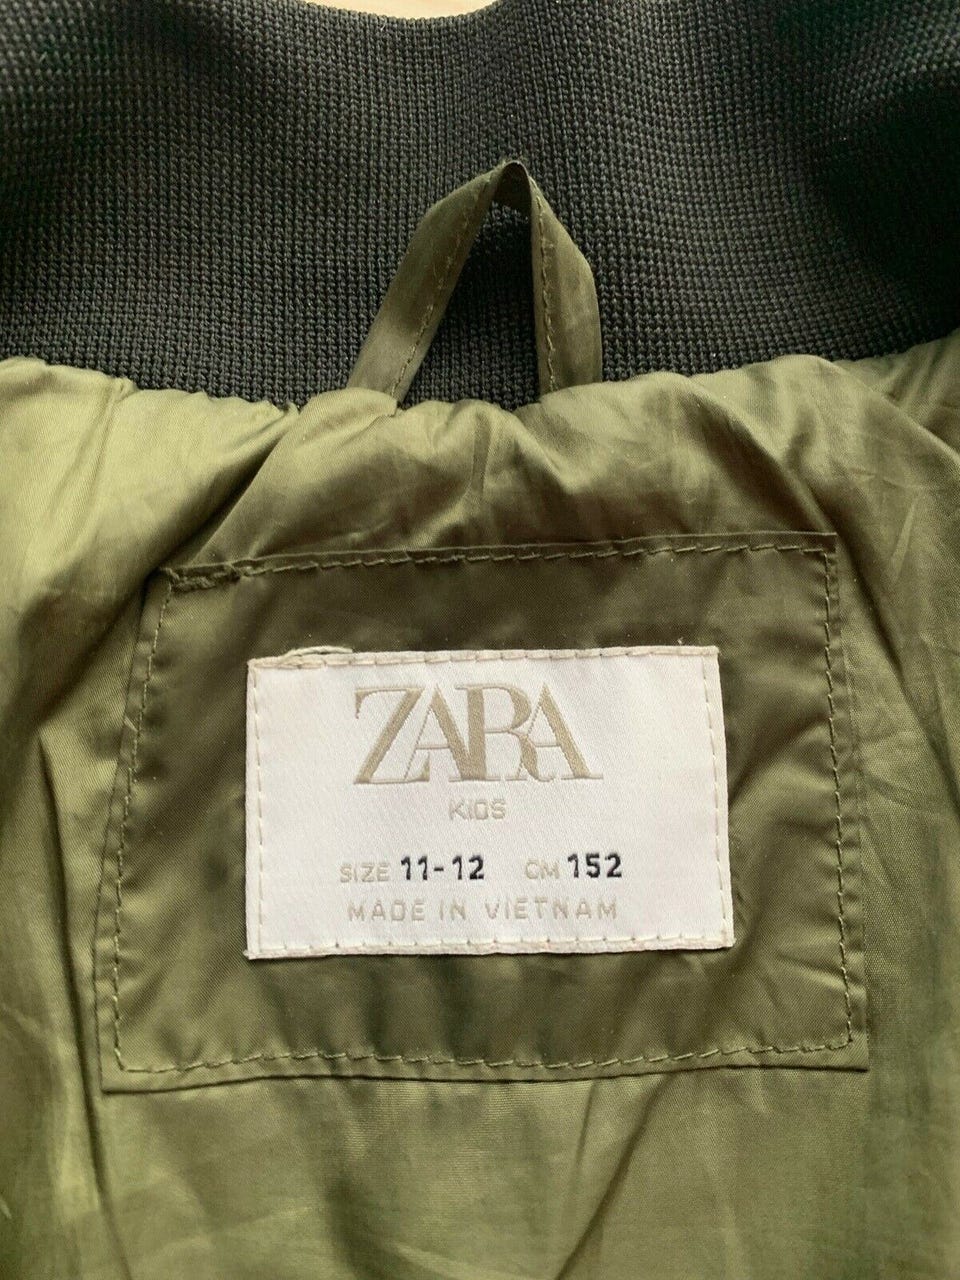 ZARA
KIDS
SIZE 11-12 CM 152
MADE IN VIETNAM